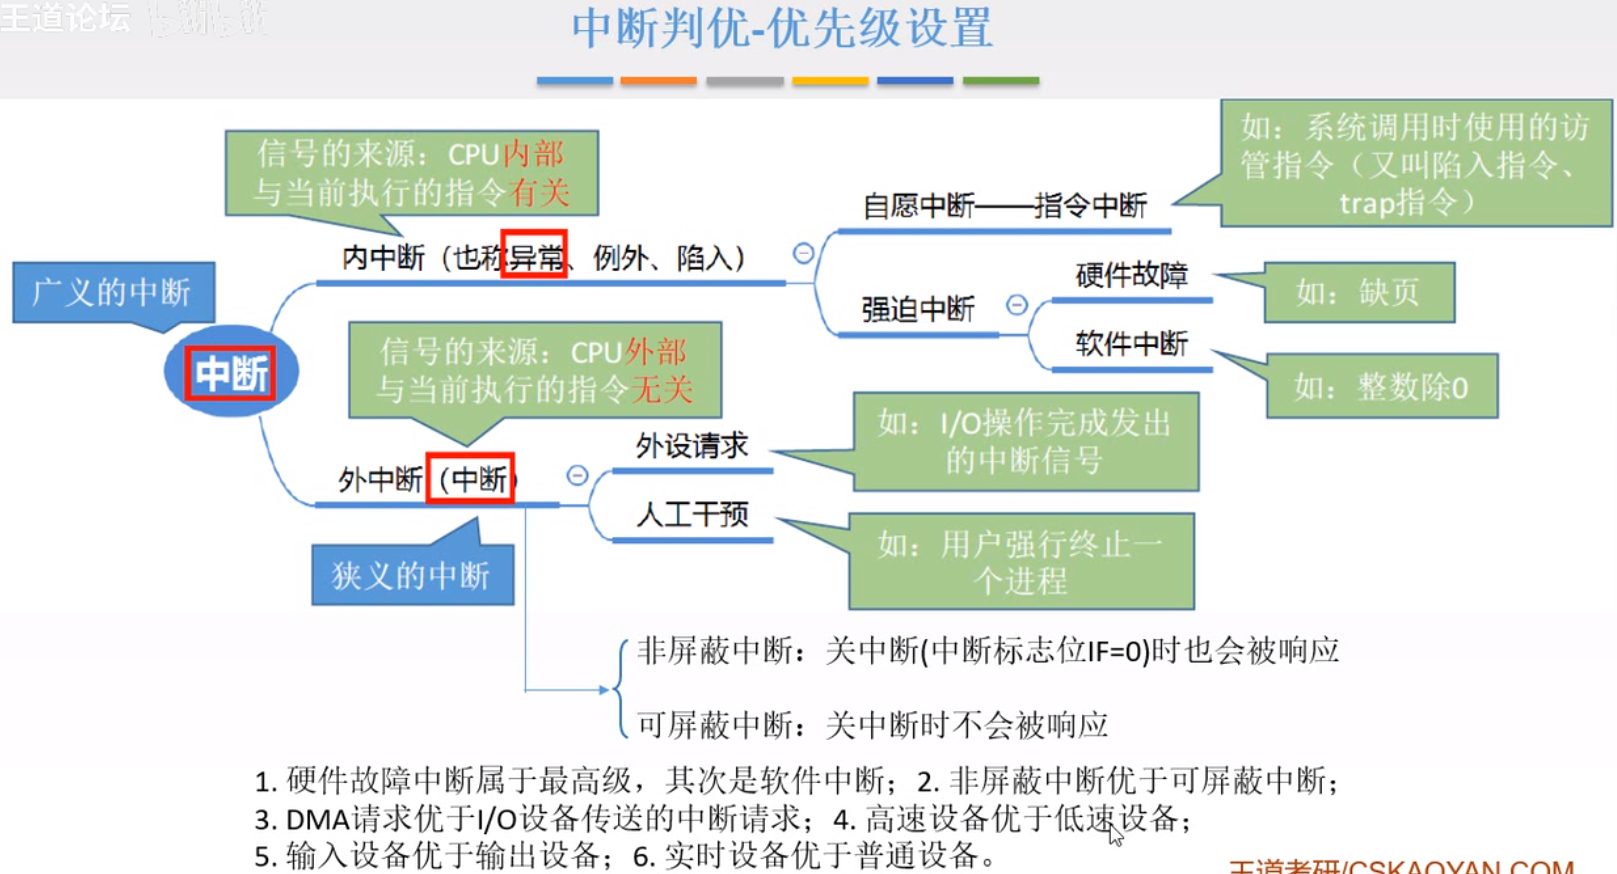 王道论坛
中断判优-优先级设置
信号的来源：CPU内部
与当前执行的指令有关
如：系统调用时使用的访
管指令（又叫陷入指令、
trap指令）
自愿中断——指令中断
内中断（也称异常、例外、陷入）
广义的中断
硬件故障
如：缺页
强迫中断
信号的来源：CPU外部
与当前执行的指令无关
软件中断
如：整数除0
中断
如：I/O操作完成发出
的中断信号
外设请求
外中断（中断）
人工干预
如：用户强行终止一
个进程
狭义的中断
非屏蔽中断：关中断(中断标志位IF=0)时也会被响应
可屏蔽中断：关中断时不会被响应
1. 硬件故障中断属于最高级，其次是软件中断；2. 非屏蔽中断优于可屏蔽中断；
3. DMA请求优于I/O设备传送的中断请求；4. 高速设备优于低速设备；
5. 输入设备优于输出设备；6. 实时设备优于普通设备。
王道考研/CSKAOYAN.COM